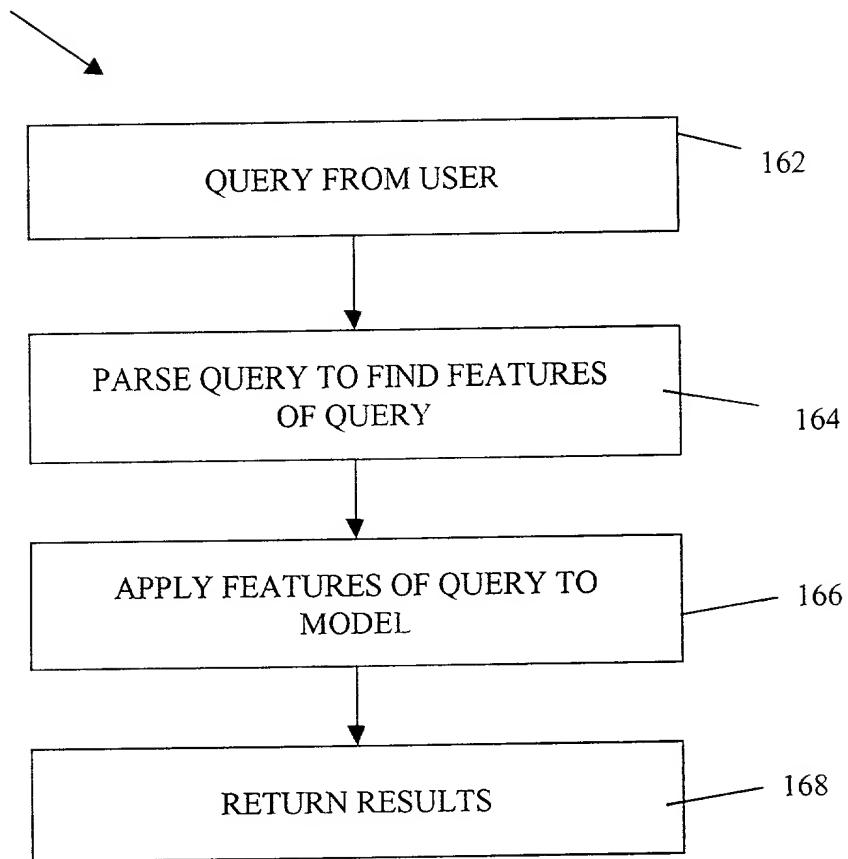 QUERY FROM USER
162
PARSE QUERY TO FIND FEATURES
OF QUERY
164
APPLY FEATURES OF QUERY TO
MODEL
166
RETURN RESULTS
168